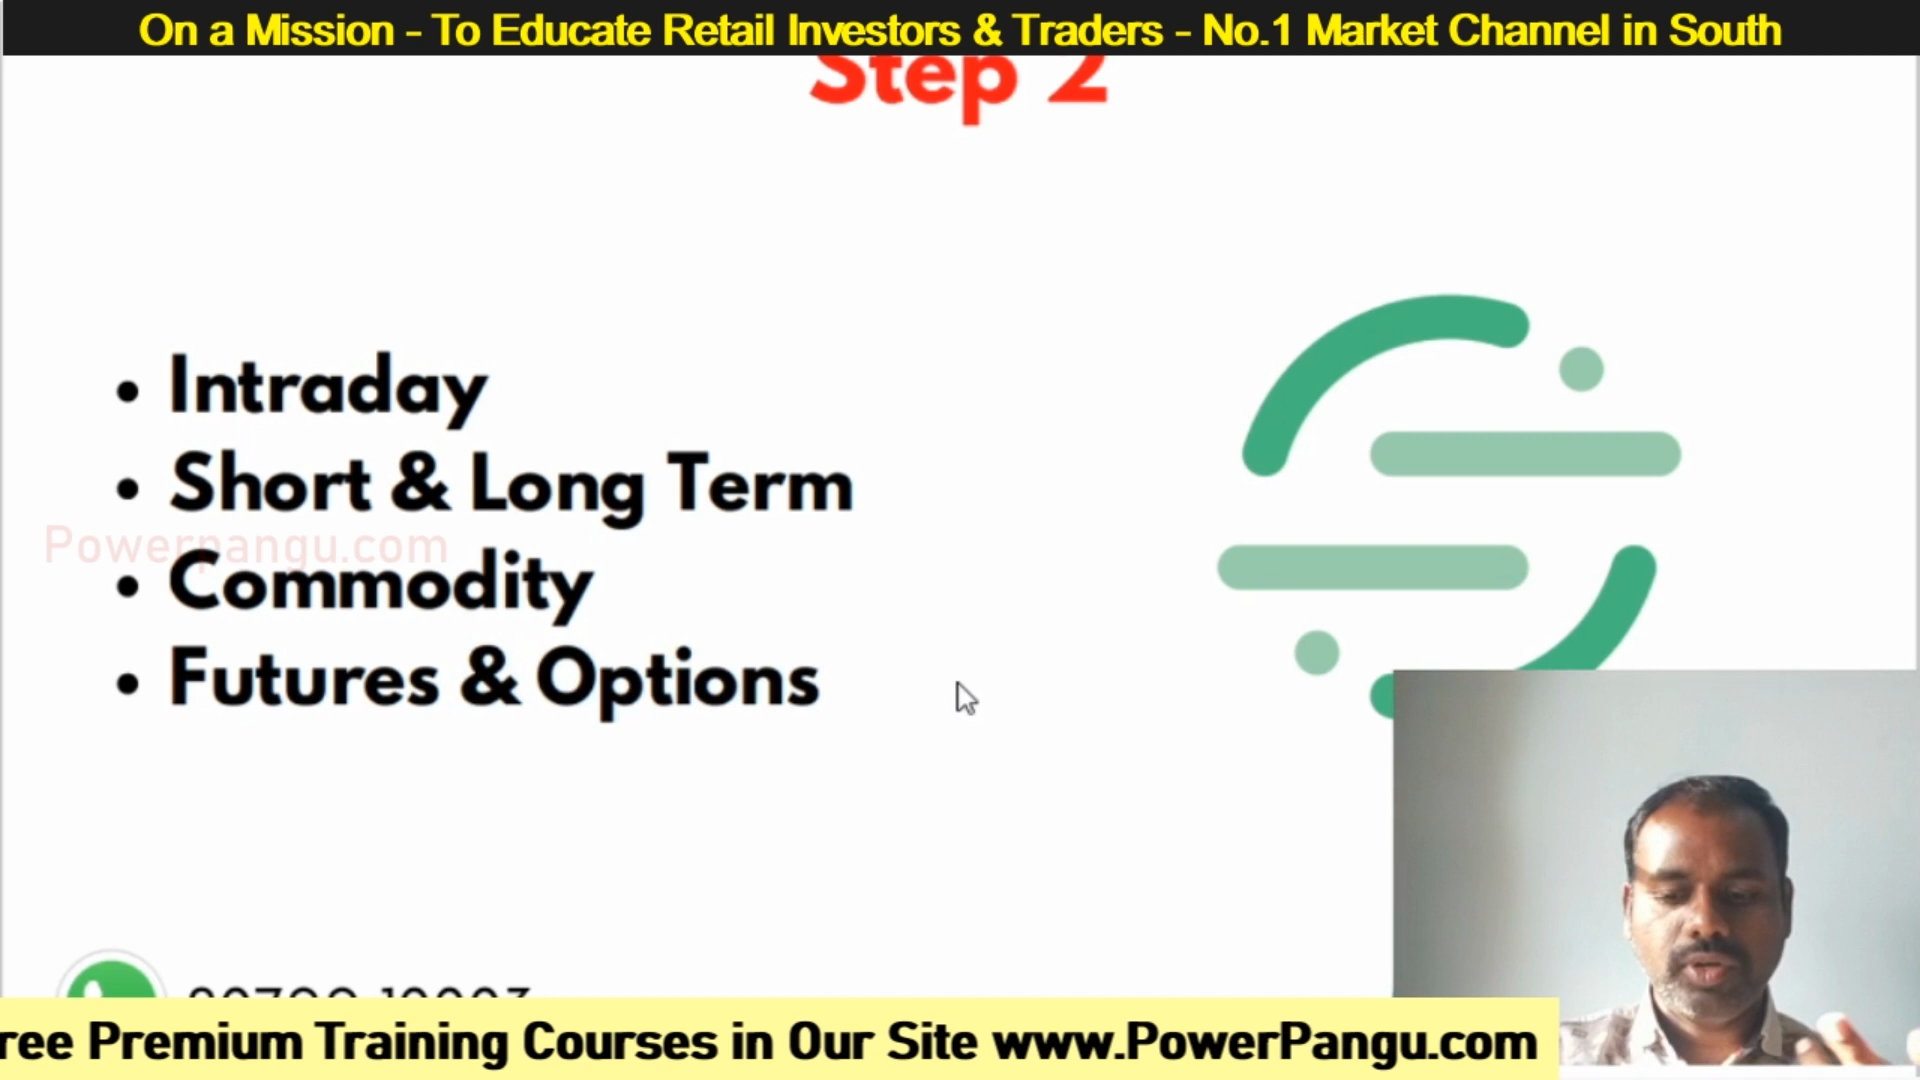 On a Mission - To Educate Retail Investors & Traders - No.1 Market Channel in South
Step 2
• Intraday
• Short & Long Term
Powerpangu.com
• Commodity
• Futures & Options
ree Premium Training Courses in Our Site www.PowerPangu.com